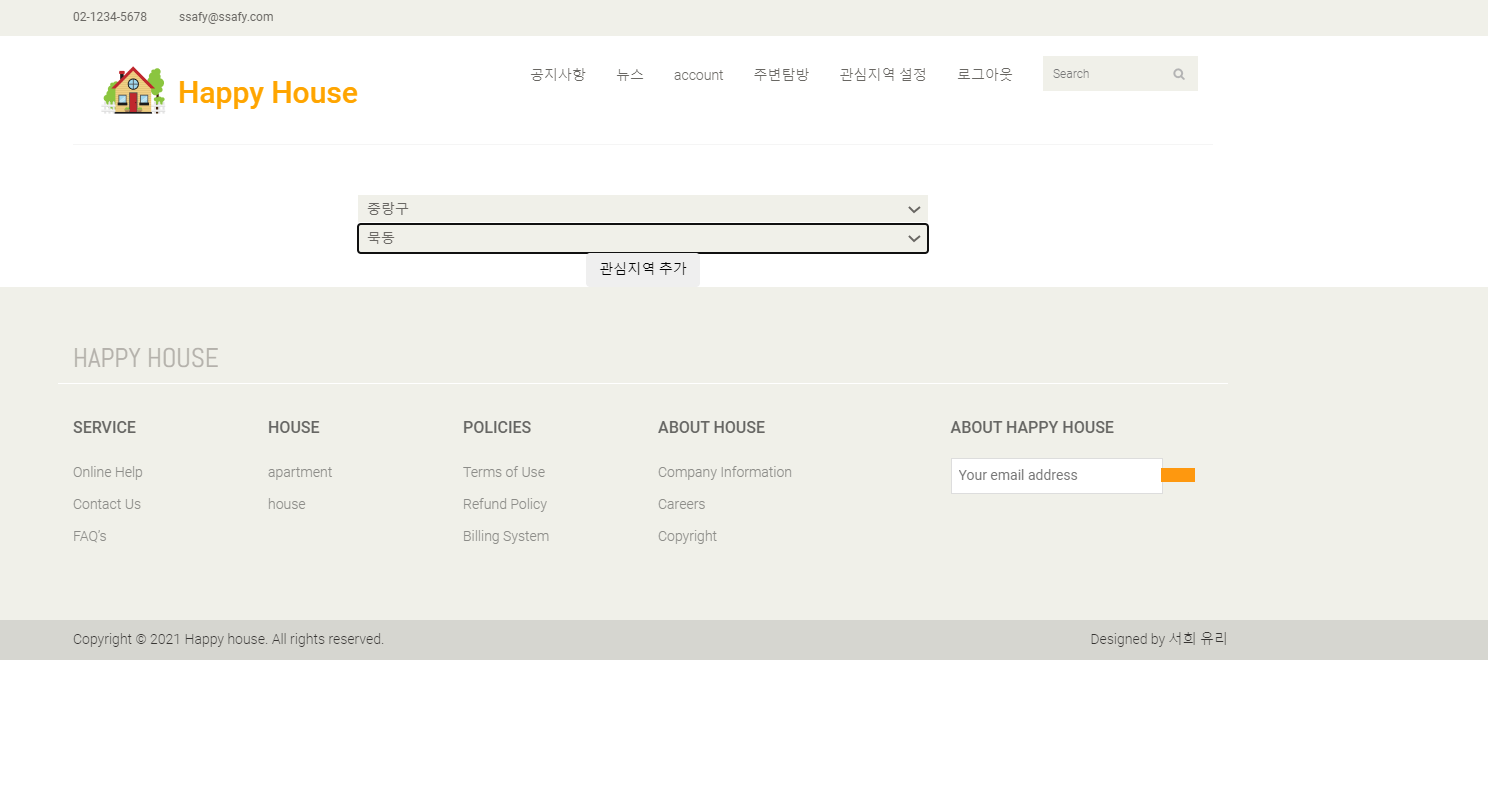 02-1234-5678 ssafy@ssafy.com
Happy House
공지사항 뉴스 account 주변탐방 관심지역 설정 로그아웃 Search
중랑구
묵동
관심지역 추가
HAPPY HOUSE
SERVICE
Online Help
Contact Us
FAQ's
HOUSE
apartment
house
POLICIES
Terms of Use
Refund Policy
Billing System
ABOUT HOUSE
Company Information
Careers
Copyright
ABOUT HAPPY HOUSE
Your email address
Copyright © 2021 Happy house. All rights reserved. Designed by 서희 유리